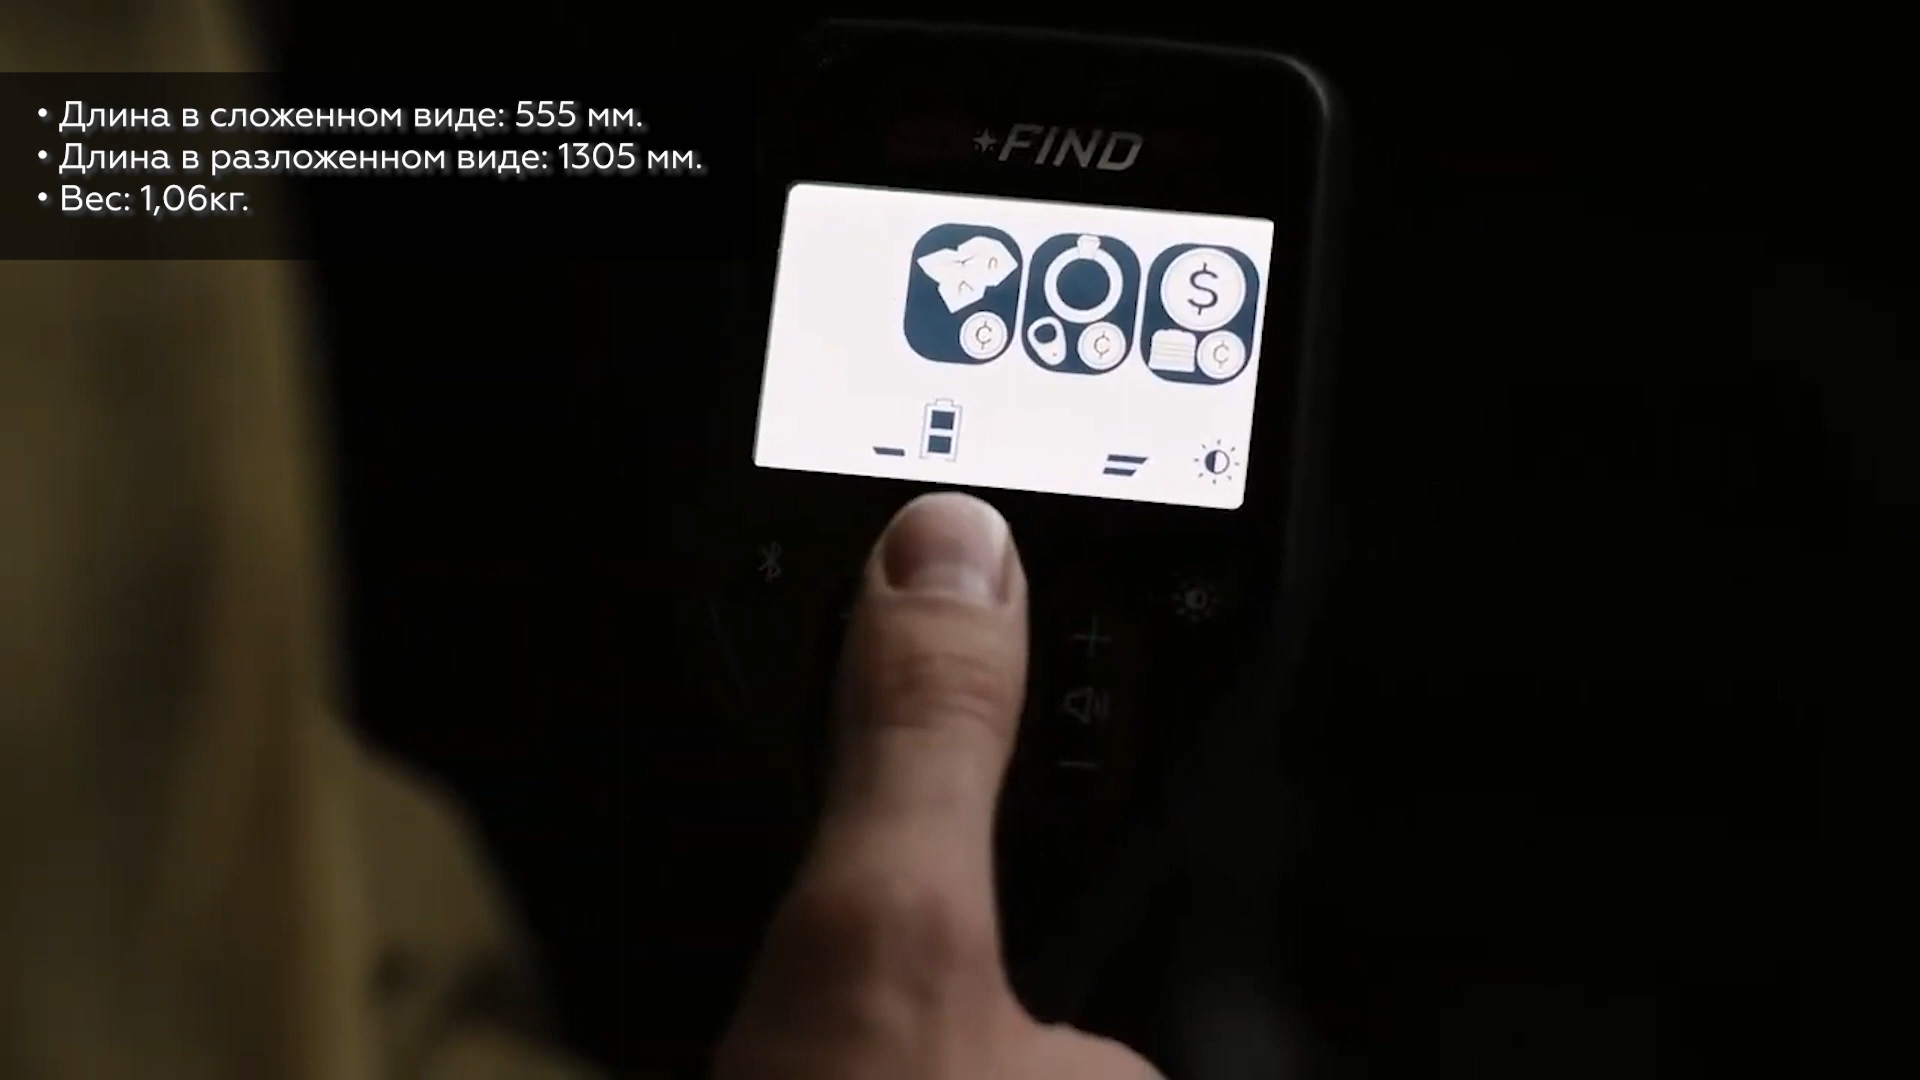 • Длина в сложенном виде: 555 мм.
• Длина в разложенном виде: 1305 мм.
• Вес: 1,06кг.
FIND
$
¢
¢
¢